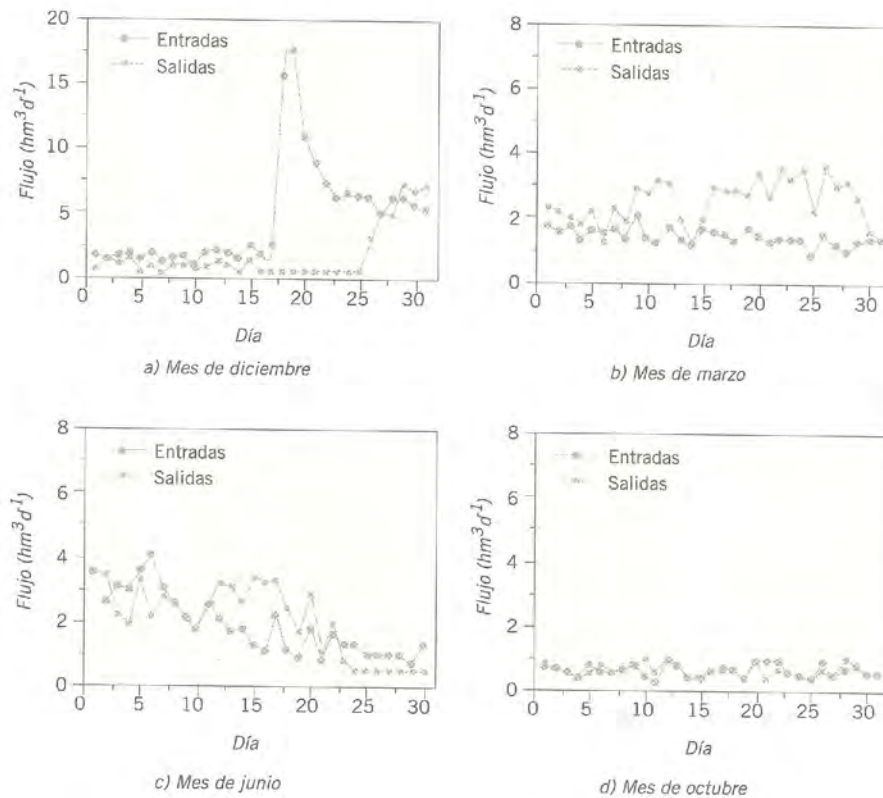 Flujo (hm³d⁻¹)
20
15
10
5
0
Entradas
Salidas
0 5 10 15 20 25 30
Día
a) Mes de diciembre
Flujo (hm³d⁻¹)
8
6
4
2
0
Entradas
Salidas
0 5 10 15 20 25 30
Día
b) Mes de marzo
Flujo (hm³d⁻¹)
8
6
4
2
0
Entradas
Salidas
0 5 10 15 20 25 30
Día
c) Mes de junio
Flujo (hm³d⁻¹)
8
6
4
2
0
Entradas
Salidas
0 5 10 15 20 25 30
Día
d) Mes de octubre